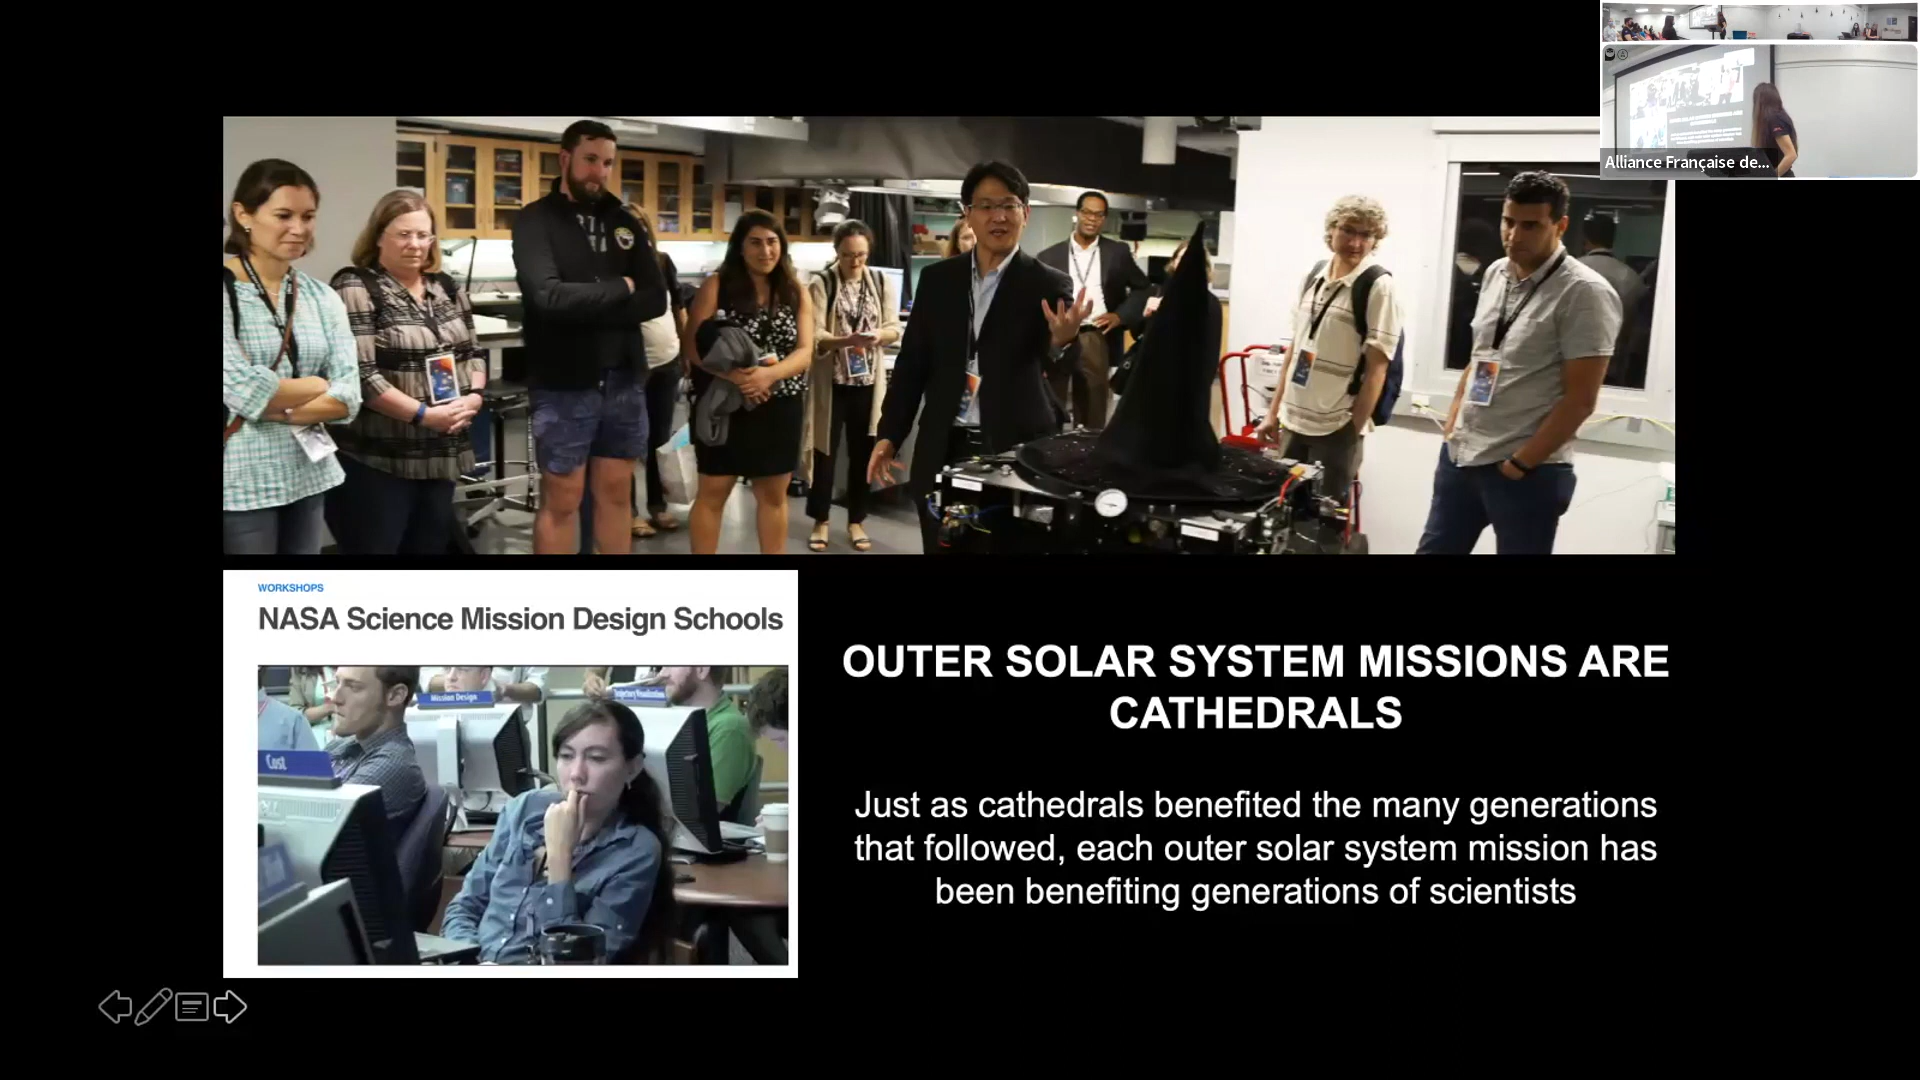 Alliance Française de...
WORKSHOPS
NASA Science Mission Design Schools
Mission Design
Trajectory Visualization
Cost
OUTER SOLAR SYSTEM MISSIONS ARE
CATHEDRALS
Just as cathedrals benefited the many generations
that followed, each outer solar system mission has
been benefiting generations of scientists